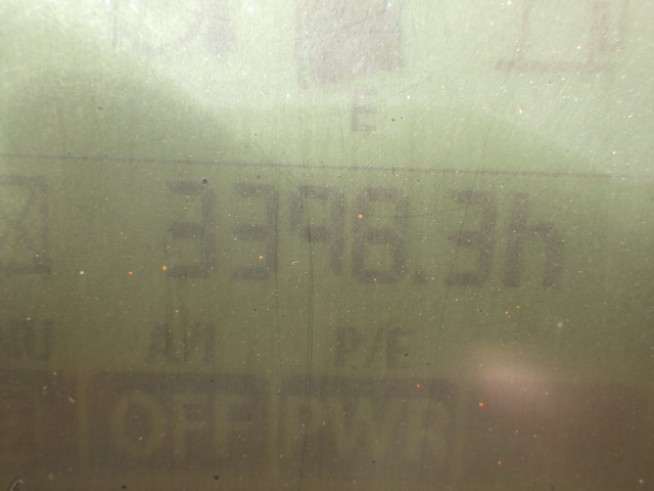 E
3398.3h
A/I P/E
OFF PWR